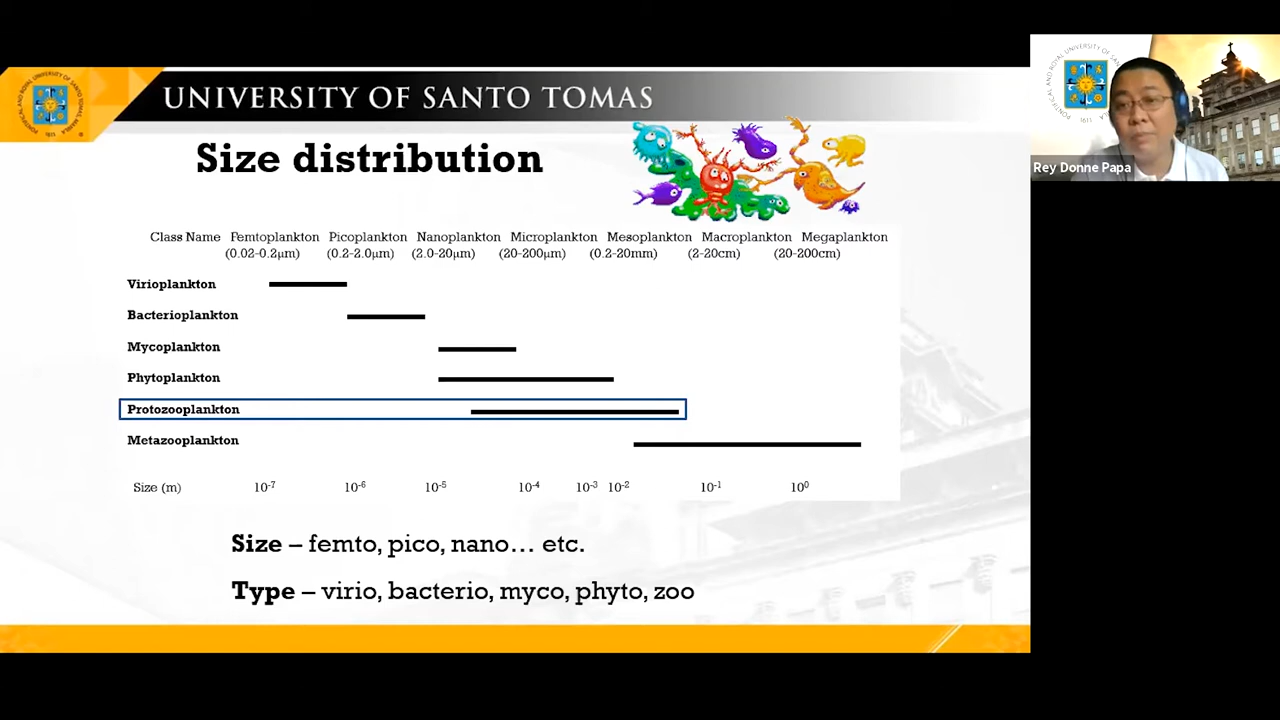 UNIVERSITY OF SANTO TOMAS
Size distribution
Class Name Femtoplankton Picoplankton Nanoplankton Microplankton Mesoplankton Macroplankton Megaplankton
(0.02-0.2μm) (0.2-2.0μm) (2.0-20μm) (20-200μm) (0.2-20mm) (2-20cm) (20-200cm)
Virioplankton
Bacterioplankton
Mycoplankton
Phytoplankton
Protozooplankton
Metazooplankton
Size (m) 10⁻⁷ 10⁻⁶ 10⁻⁵ 10⁻⁴ 10⁻³ 10⁻² 10⁻¹ 10⁰
Size – femto, pico, nano... etc.
Type – virio, bacterio, myco, phyto, zoo
Rey Donne Papa